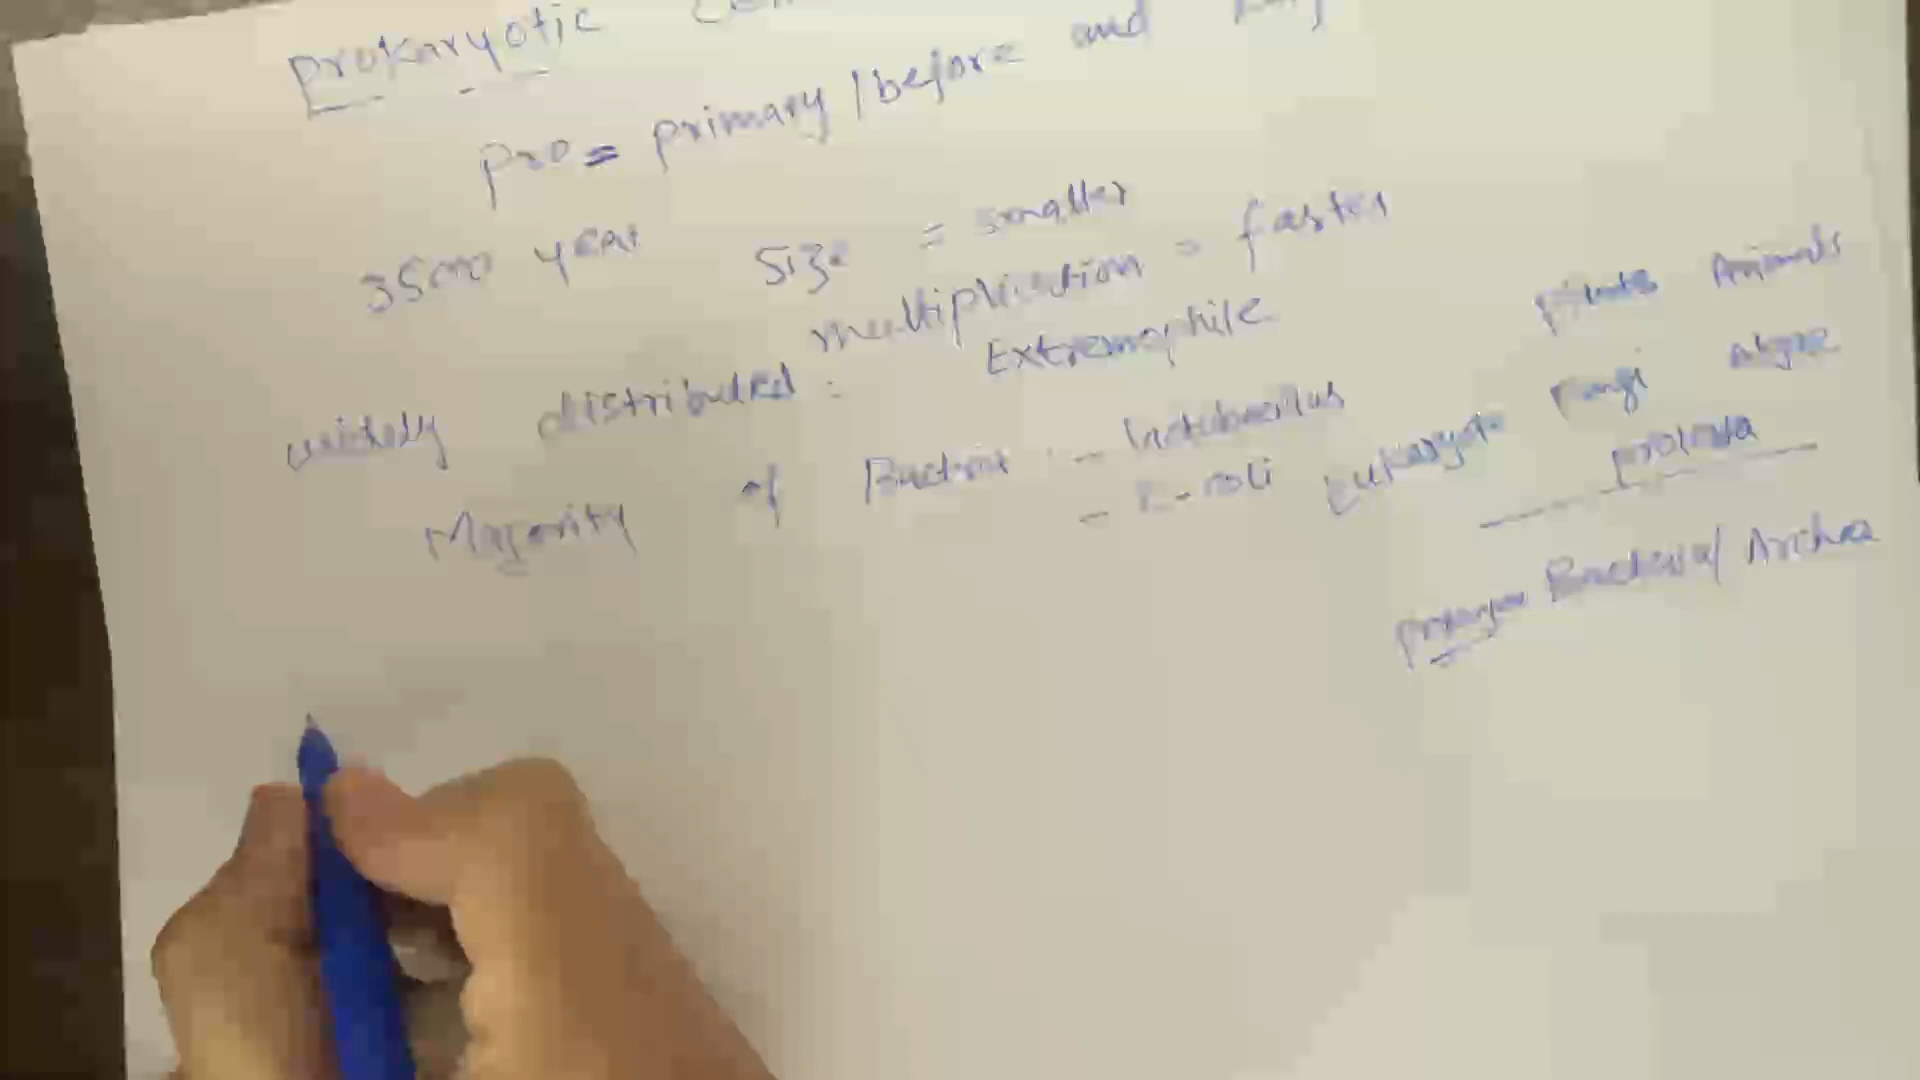 prokaryotic
pro = primary / before and
3500 year size = smaller
multiplication = faster
widely distributed : Extremophile
Majority of Bacteria - lactobacillus
- E-coli
plants Animals
eukaryote fungi algae
protozoa
Bacteria / Archea